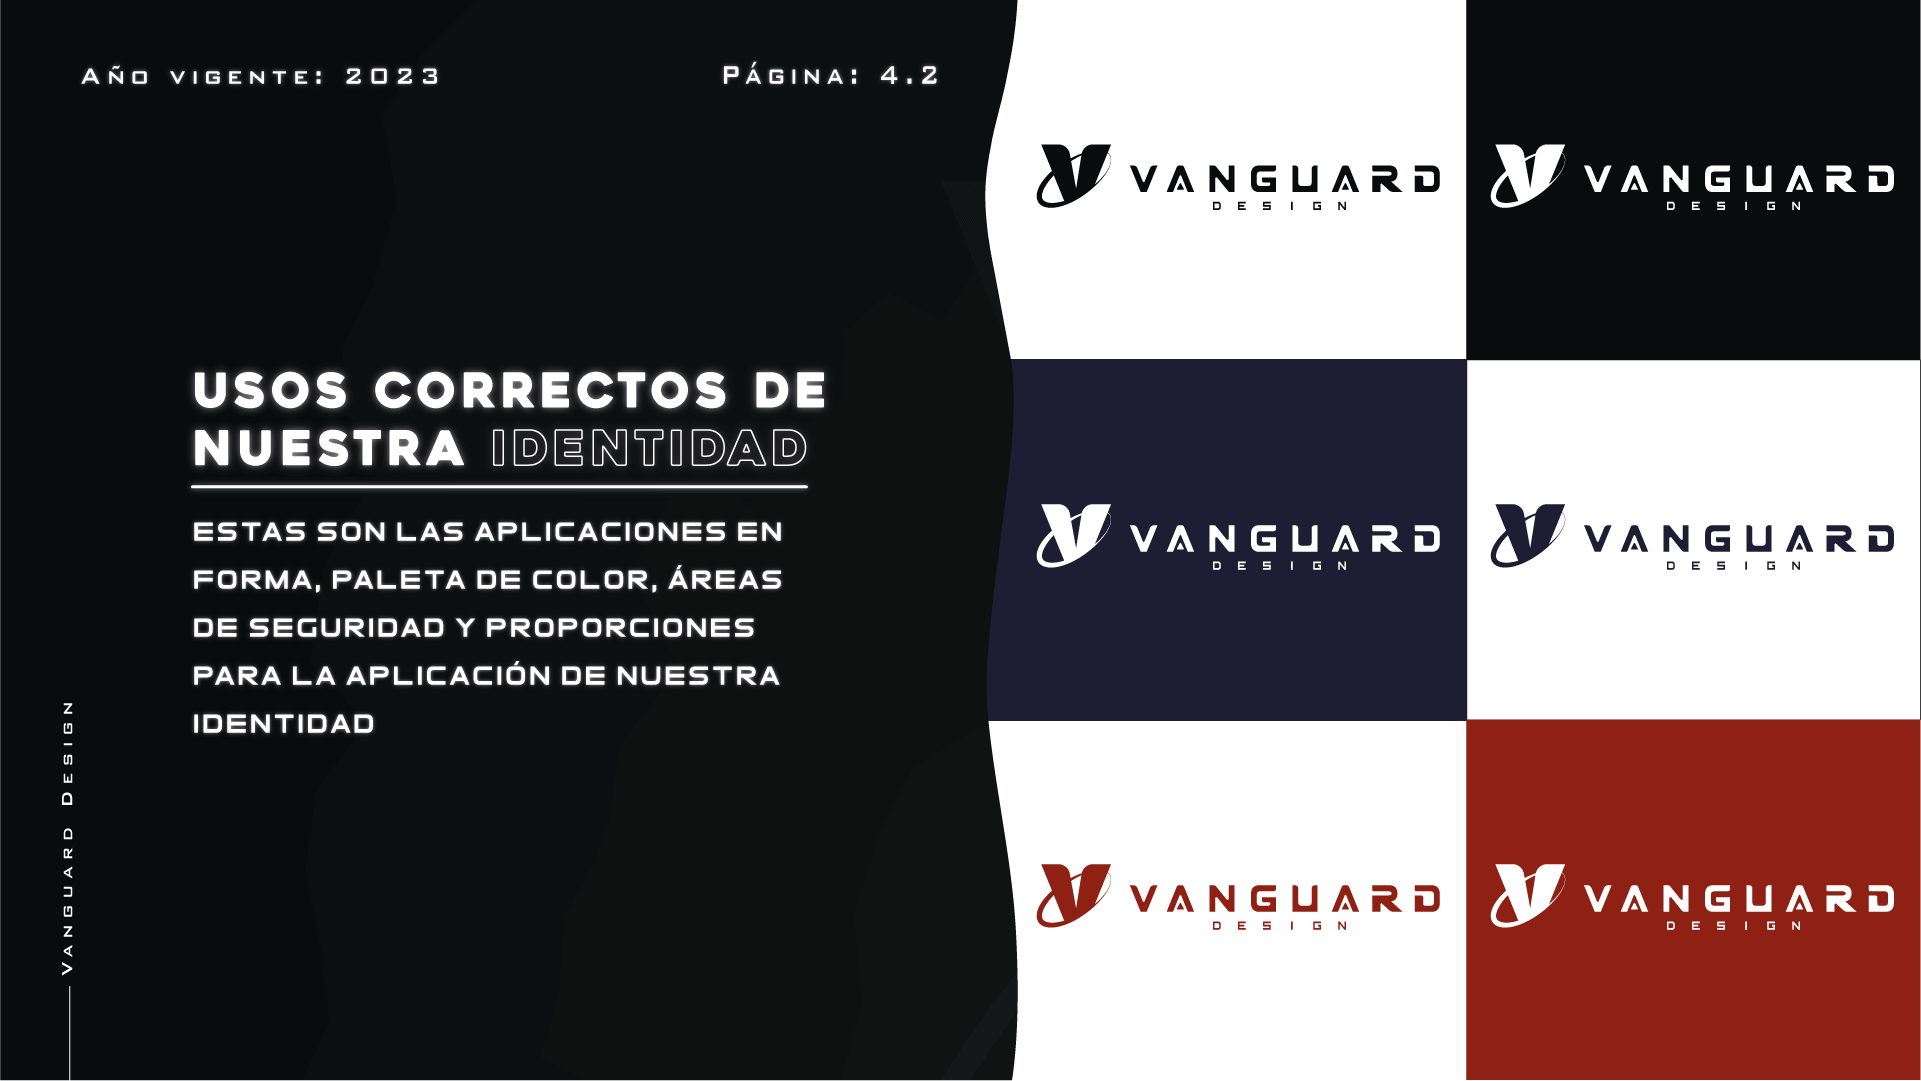 Año vigente: 2023
Página: 4.2
USOS CORRECTOS DE
NUESTRA IDENTIDAD
ESTAS SON LAS APLICACIONES EN
FORMA, PALETA DE COLOR, ÁREAS
DE SEGURIDAD Y PROPORCIONES
PARA LA APLICACIÓN DE NUESTRA
IDENTIDAD
Vanguard Design
VANGUARD
DESIGN
VANGUARD
DESIGN
VANGUARD
DESIGN
VANGUARD
DESIGN
VANGUARD
DESIGN
VANGUARD
DESIGN